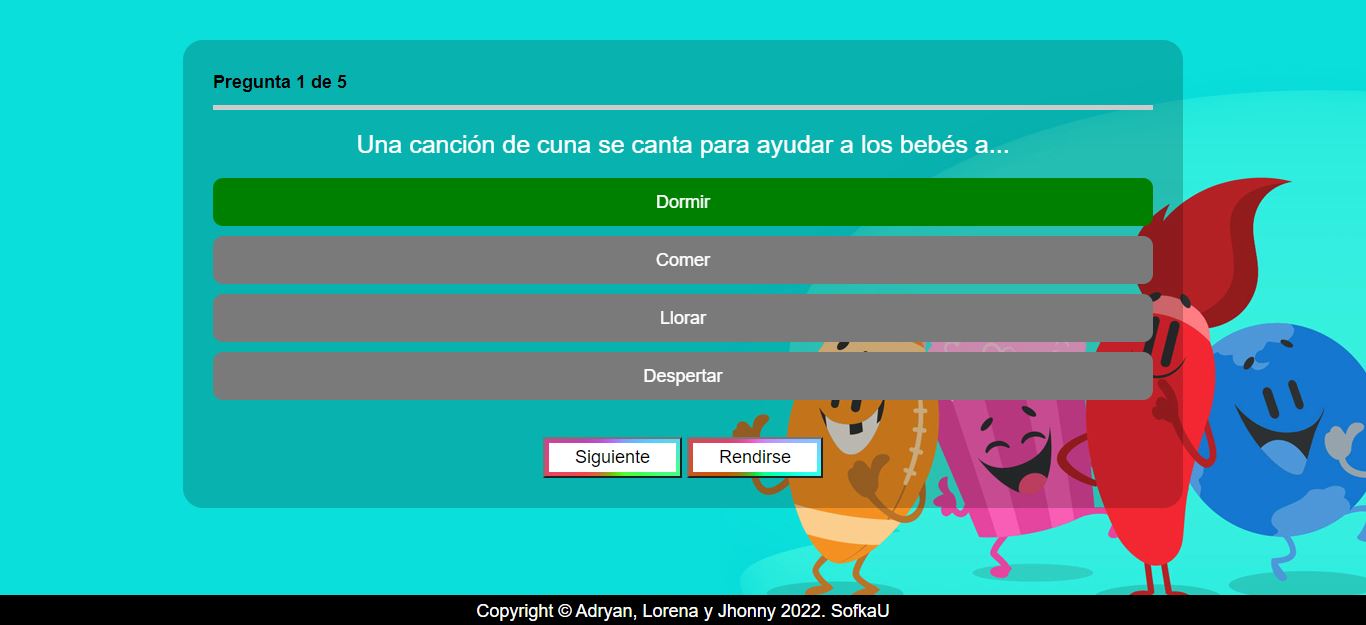 Pregunta 1 de 5
Una canción de cuna se canta para ayudar a los bebés a...
Dormir
Comer
Llorar
Despertar
Siguiente Rendirse
Copyright © Adryan, Lorena y Jhonny 2022. SofkaU